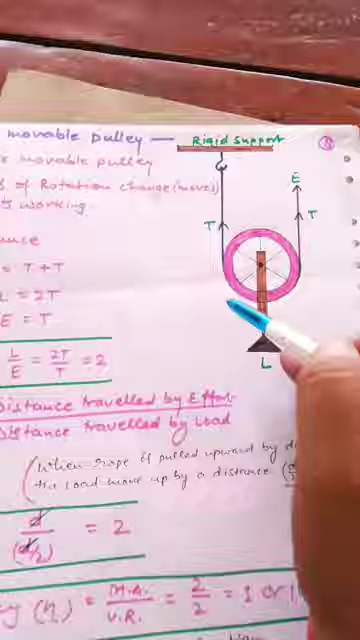 movable pulley — Rigid support
movable pulley
of Rotation change (moves)
working.
E
T T
= T + T
= 2T
E = T
L/E = 2T/T = 2
L
Distance travelled by Effort
Distance travelled by Load
(When rope is pulled upward by
the load move up by a distance
d/(d/2) = 2
(η) = M.A./V.R. = 2/2 = 1 or 1